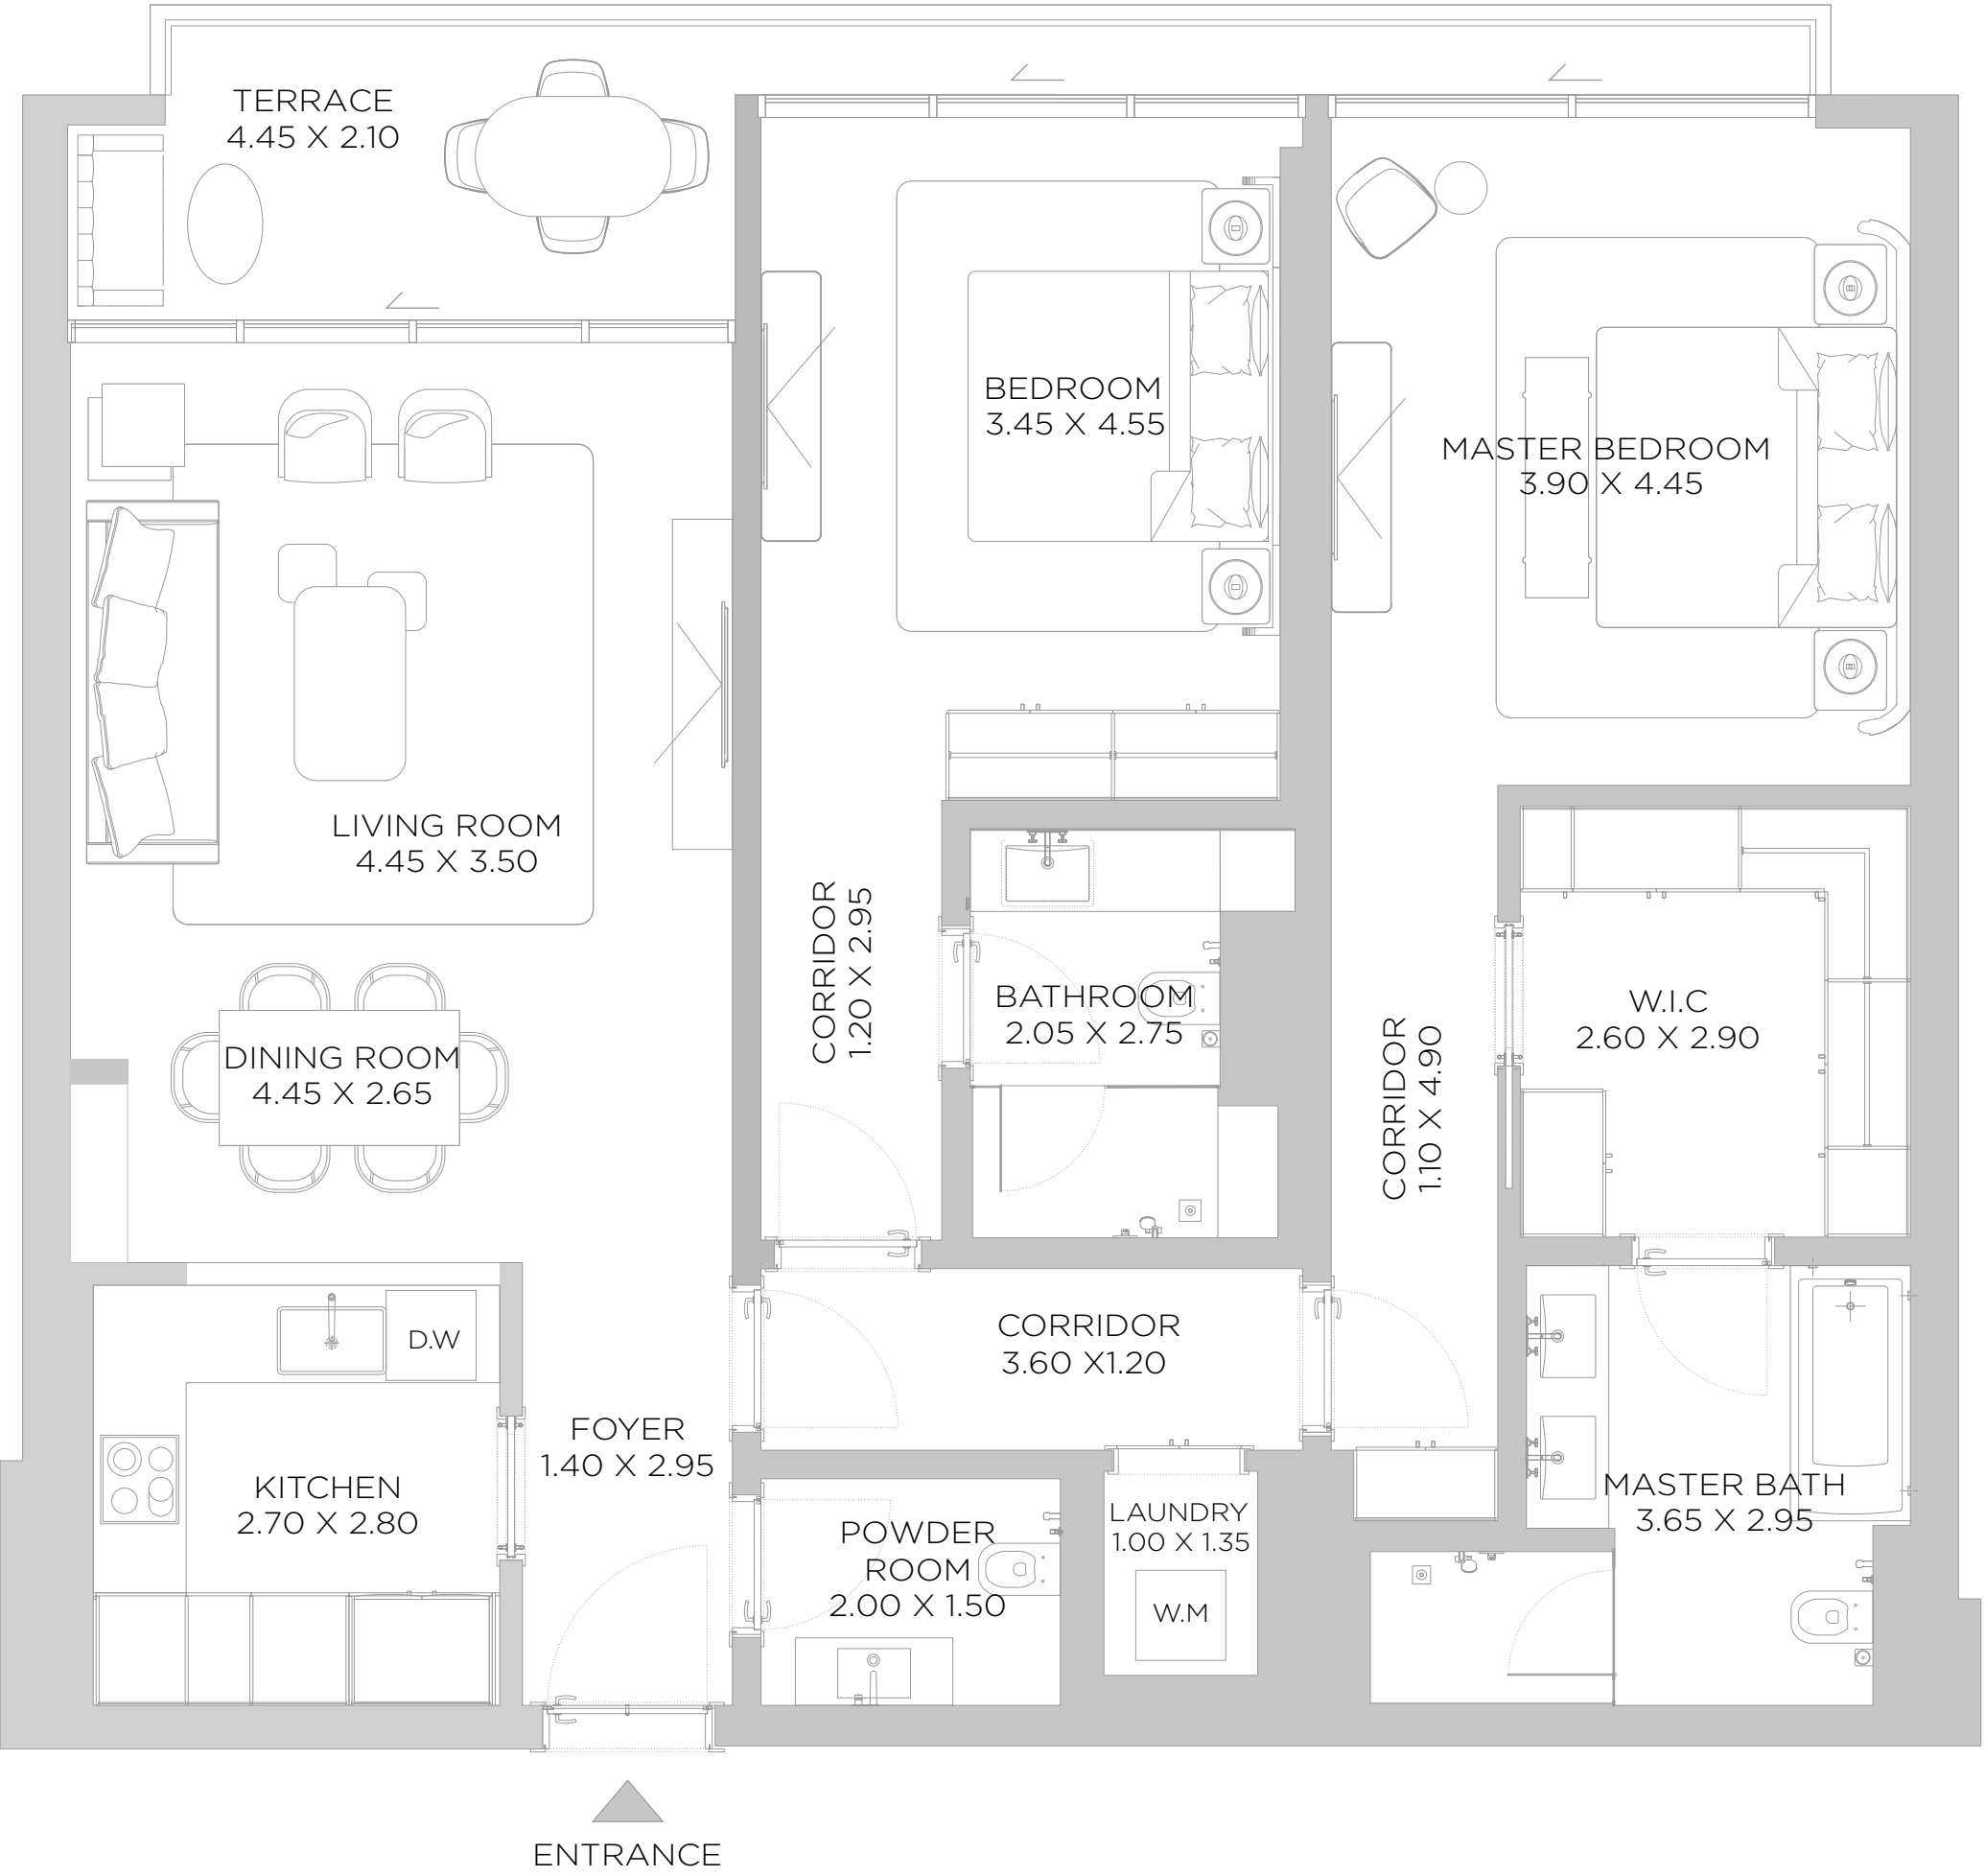 TERRACE
4.45 X 2.10
BEDROOM
3.45 X 4.55
MASTER BEDROOM
3.90 X 4.45
LIVING ROOM
4.45 X 3.50
CORRIDOR
1.20 X 2.95
BATHROOM
2.05 X 2.75
W.I.C
2.60 X 2.90
DINING ROOM
4.45 X 2.65
CORRIDOR
1.10 X 4.90
D.W
CORRIDOR
3.60 X1.20
FOYER
1.40 X 2.95
KITCHEN
2.70 X 2.80
POWDER
ROOM
2.00 X 1.50
LAUNDRY
1.00 X 1.35
W.M
MASTER BATH
3.65 X 2.95
ENTRANCE